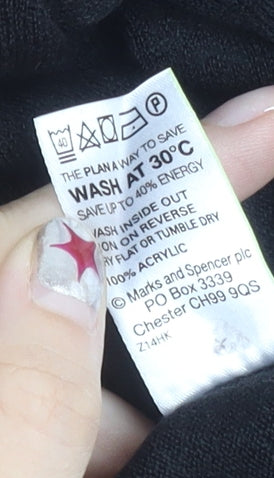 40 P
THE PLAN A WAY TO SAVE
WASH AT 30°C
SAVE UP TO 40% ENERGY
WASH INSIDE OUT
ON REVERSE
FLAT OR TUMBLE DRY
100% ACRYLIC
© Marks and Spencer plc
PO Box 3339
Chester CH99 9QS
Z14HK